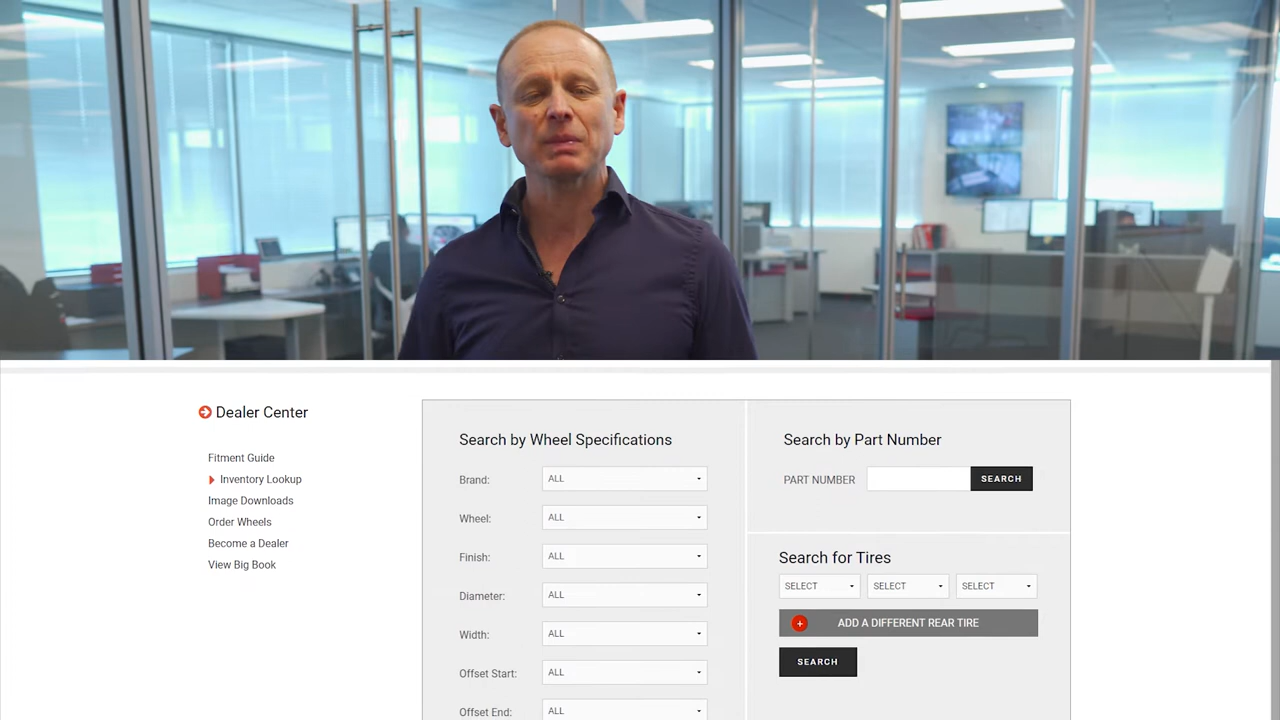 Dealer Center
Fitment Guide
Inventory Lookup
Image Downloads
Order Wheels
Become a Dealer
View Big Book
Search by Wheel Specifications
Brand: ALL
Wheel: ALL
Finish: ALL
Diameter: ALL
Width: ALL
Offset Start: ALL
Offset End: ALL
Search by Part Number
PART NUMBER SEARCH
Search for Tires
SELECT SELECT SELECT
ADD A DIFFERENT REAR TIRE
SEARCH